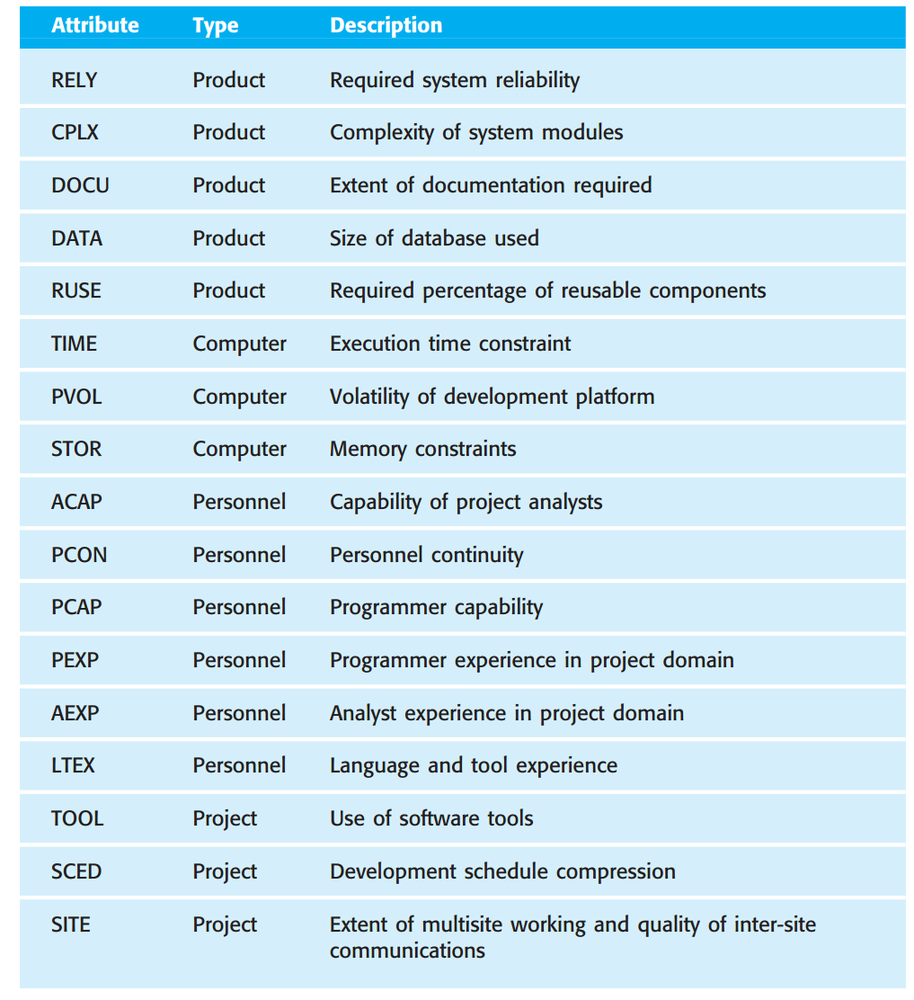 Attribute Type Description
RELY Product Required system reliability
CPLX Product Complexity of system modules
DOCU Product Extent of documentation required
DATA Product Size of database used
RUSE Product Required percentage of reusable components
TIME Computer Execution time constraint
PVOL Computer Volatility of development platform
STOR Computer Memory constraints
ACAP Personnel Capability of project analysts
PCON Personnel Personnel continuity
PCAP Personnel Programmer capability
PEXP Personnel Programmer experience in project domain
AEXP Personnel Analyst experience in project domain
LTEX Personnel Language and tool experience
TOOL Project Use of software tools
SCED Project Development schedule compression
SITE Project Extent of multisite working and quality of inter-site
communications